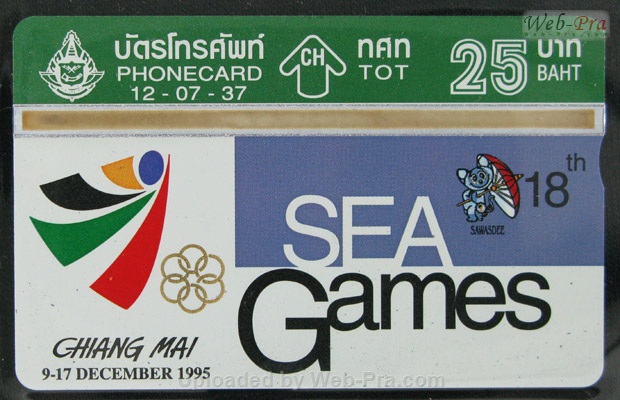 Web-Pra
บัตรโทรศัพท์ CH ทศท 25 บาท
PHONECARD TOT BAHT
12-07-37
18th
SAWASDEE
SEA
Games
CHIANG MAI
9-17 DECEMBER 1995
Uploaded by Web-Pra.com